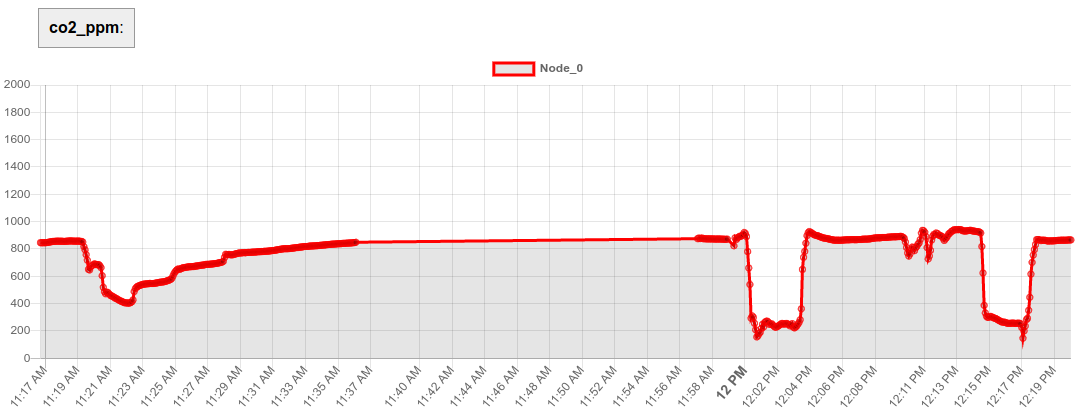 co2_ppm:
Node_0
2000
1800
1600
1400
1200
1000
800
600
400
200
0
11:17 AM
11:19 AM
11:21 AM
11:23 AM
11:25 AM
11:27 AM
11:29 AM
11:31 AM
11:33 AM
11:35 AM
11:37 AM
11:40 AM
11:42 AM
11:44 AM
11:46 AM
11:48 AM
11:50 AM
11:52 AM
11:54 AM
11:56 AM
11:58 AM
12 PM
12:02 PM
12:04 PM
12:06 PM
12:08 PM
12:11 PM
12:13 PM
12:15 PM
12:17 PM
12:19 PM